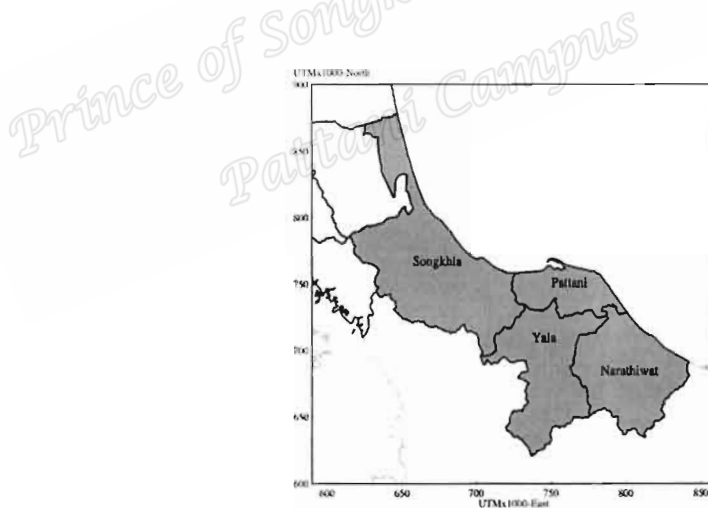 Prince of Songk
Pattani Campus
UTMx1000-North
900
850
800
750
700
650
600
Songkhla
Pattani
Yala
Narathiwat
600 650 700 750 800 850
UTMx1000-East